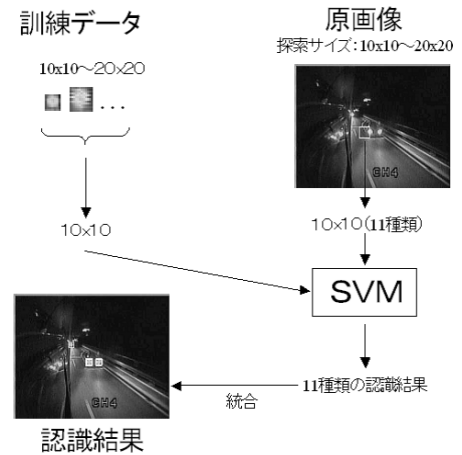 訓練データ
10x10～20x20
...
10x10
原画像
探索サイズ：10x10～20x20
CH4
10x10(11種類)
SVM
11種類の認識結果
統合
CH4
認識結果